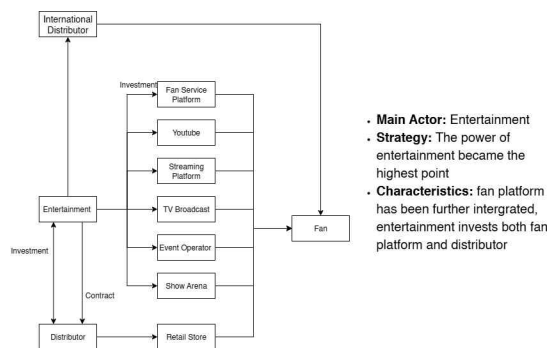 International
Distributor
Investment
Fan Service
Platform
Youtube
Streaming
Platform
Entertainment
TV Broadcast
Fan
Investment
Event Operator
Contract
Show Arena
Distributor
Retail Store
• Main Actor: Entertainment
• Strategy: The power of
entertainment became the
highest point
• Characteristics: fan platform
has been further intergrated,
entertainment invests both fan
platform and distributor